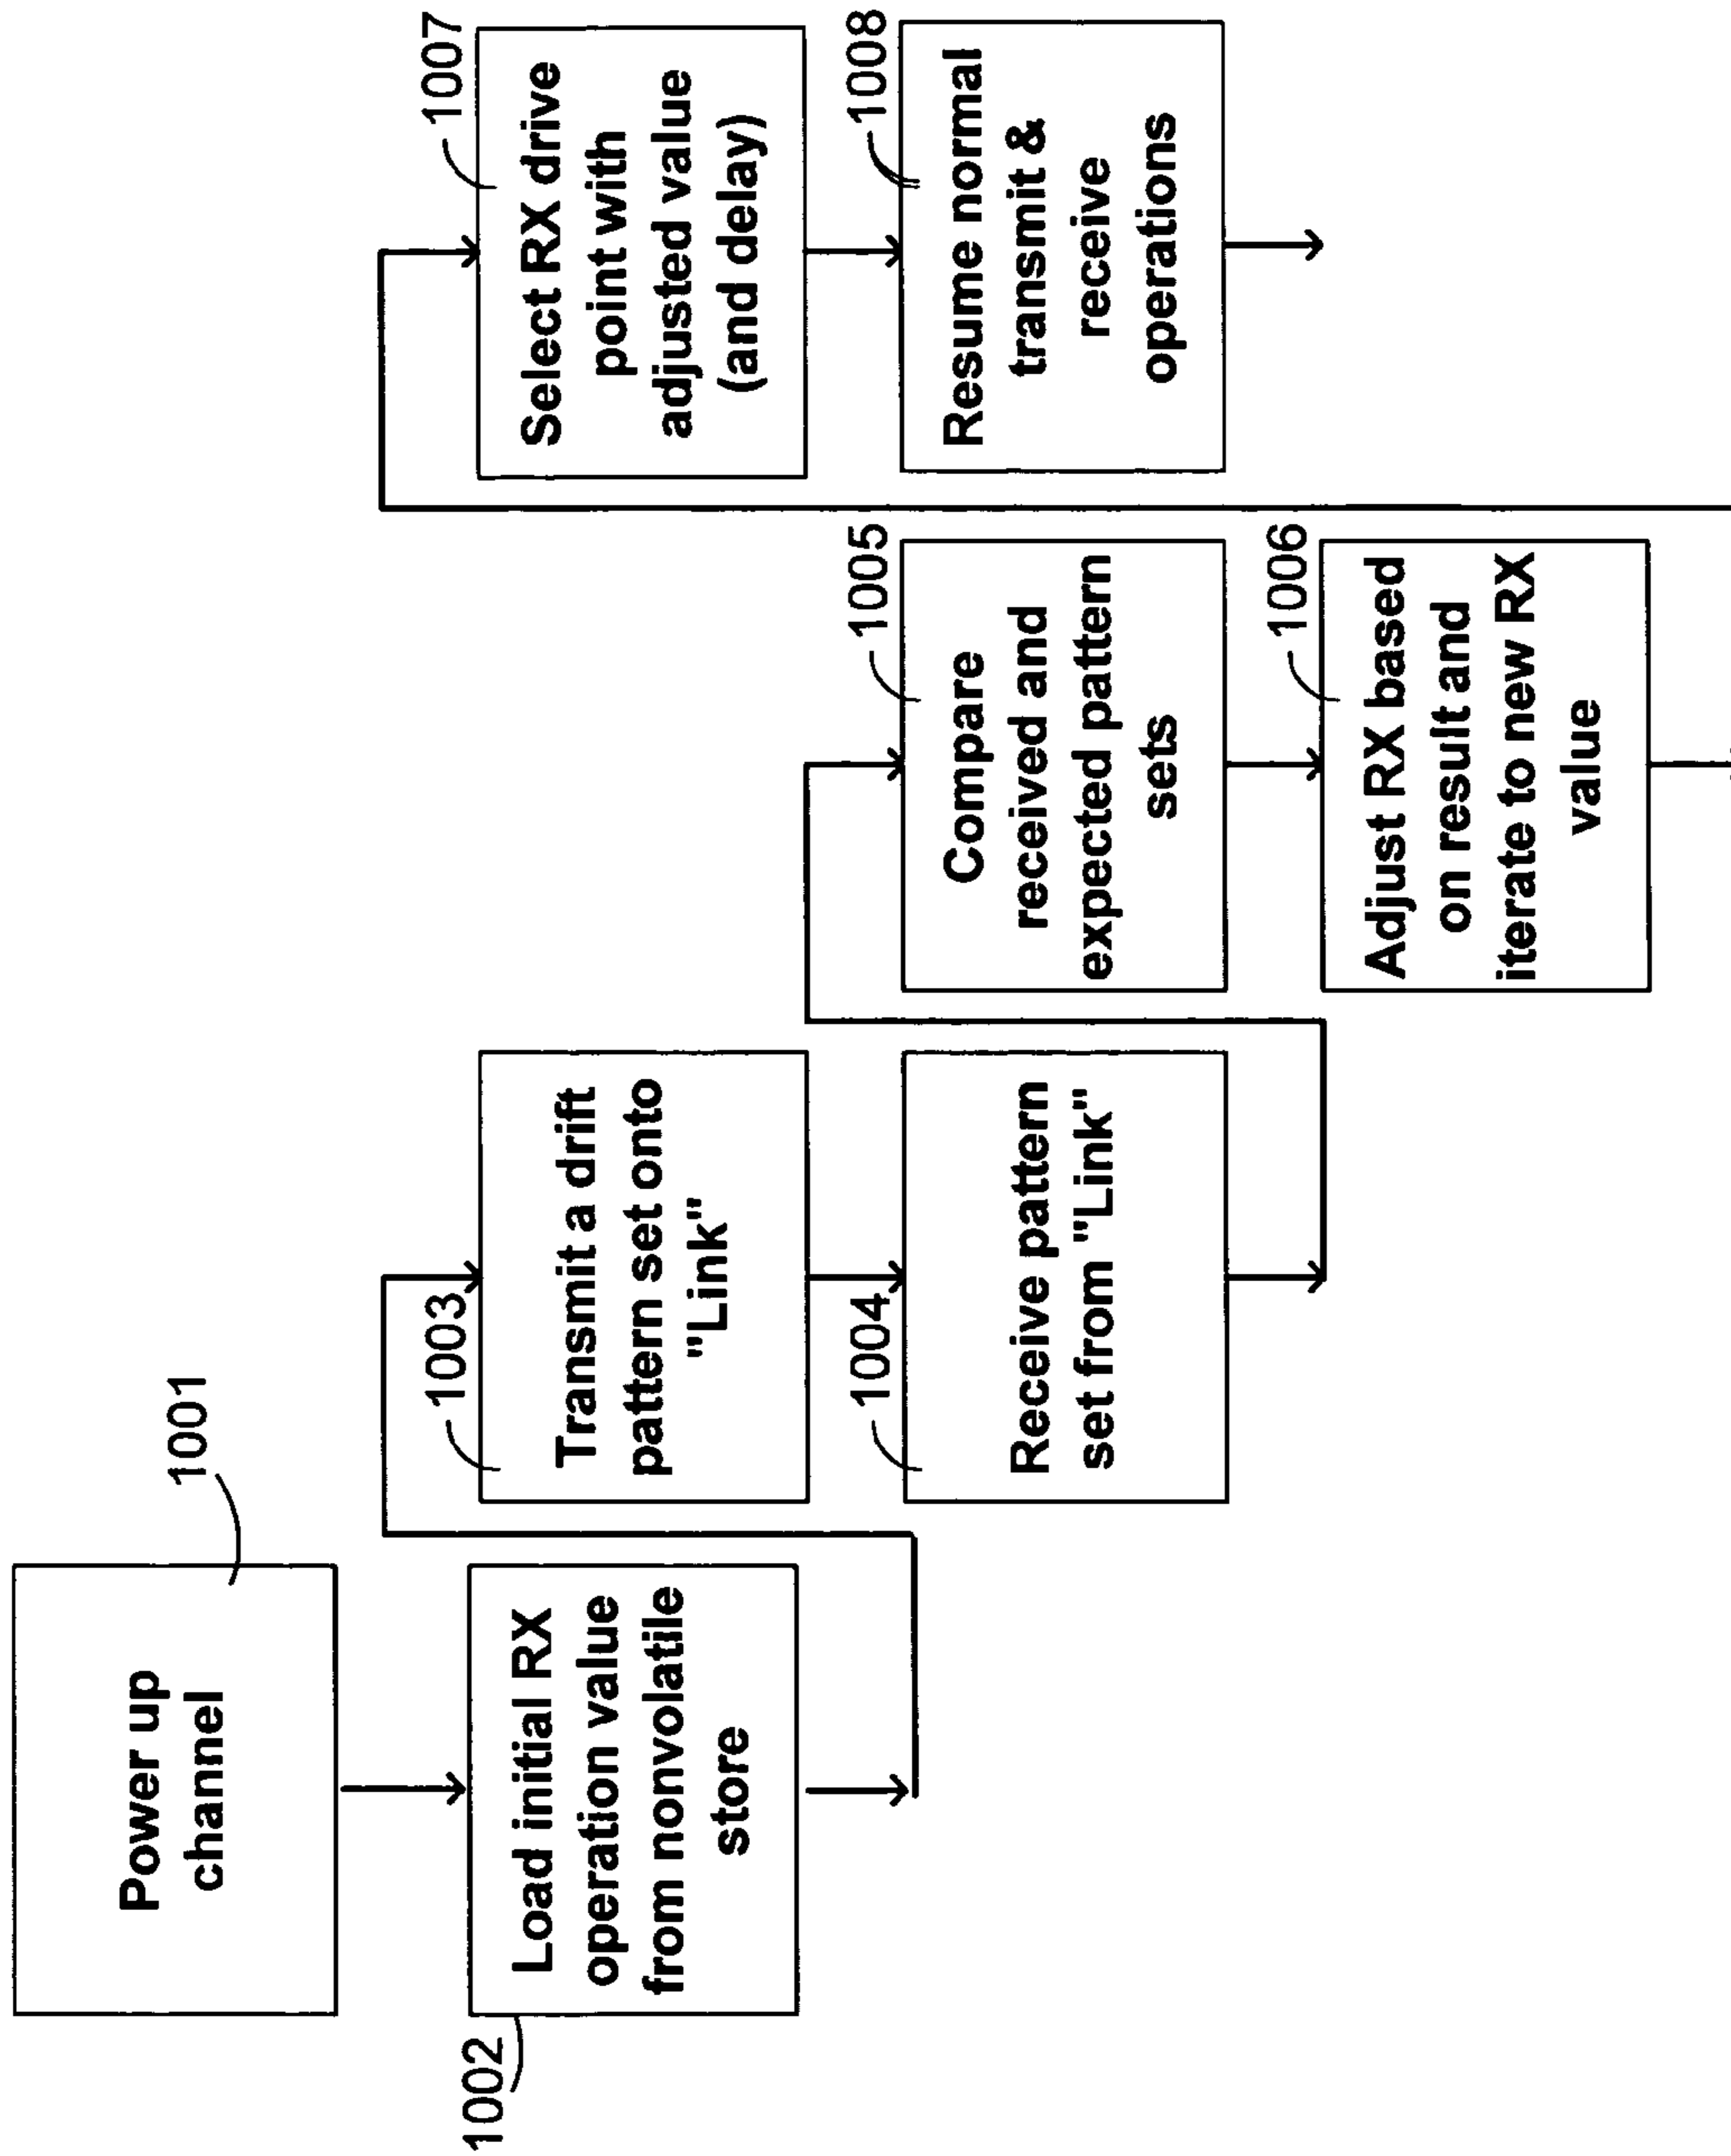 1001
Power up
channel
1002
Load initial RX
operation value
from nonvolatile
store
1003
Transmit a drift
pattern set onto
"Link"
1004
Receive pattern
set from "Link"
1005
Compare
received and
expected pattern
sets
1006
Adjust RX based
on result and
iterate to new RX
value
1007
Select RX drive
point with
adjusted value
(and delay)
1008
Resume normal
transmit &
receive
operations